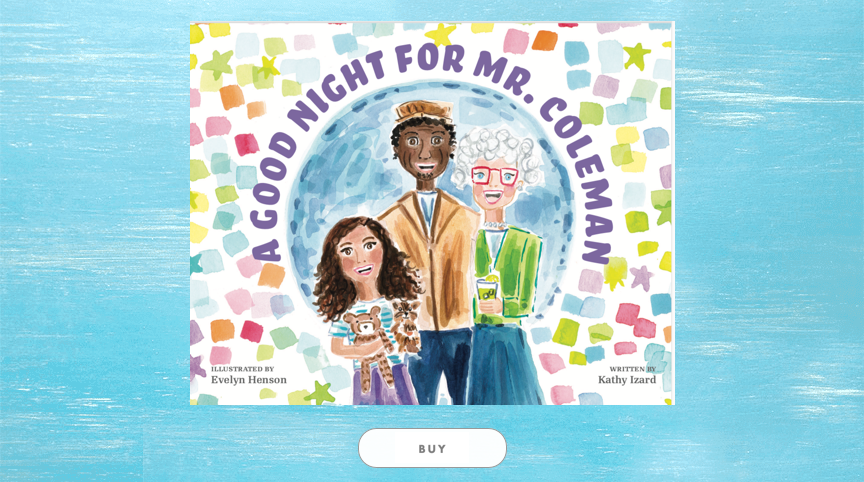 A GOOD NIGHT FOR MR. COLEMAN
ILLUSTRATED BY
Evelyn Henson
WRITTEN BY
Kathy Izard
BUY